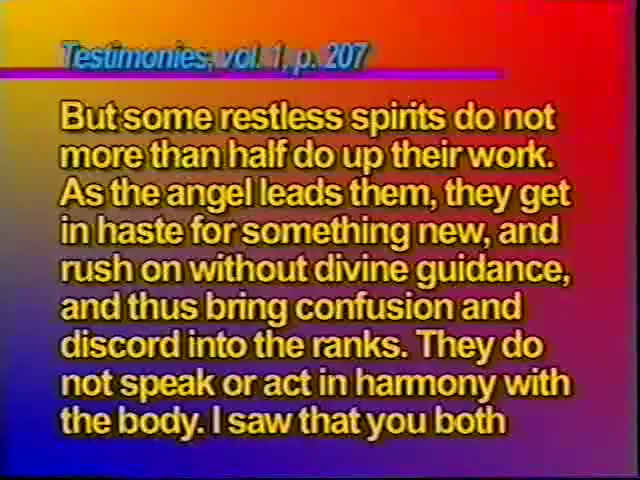 Testimonies, vol. 1, p. 207
But some restless spirits do not
more than half do up their work.
As the angel leads them, they get
in haste for something new, and
rush on without divine guidance,
and thus bring confusion and
discord into the ranks. They do
not speak or act in harmony with
the body. I saw that you both